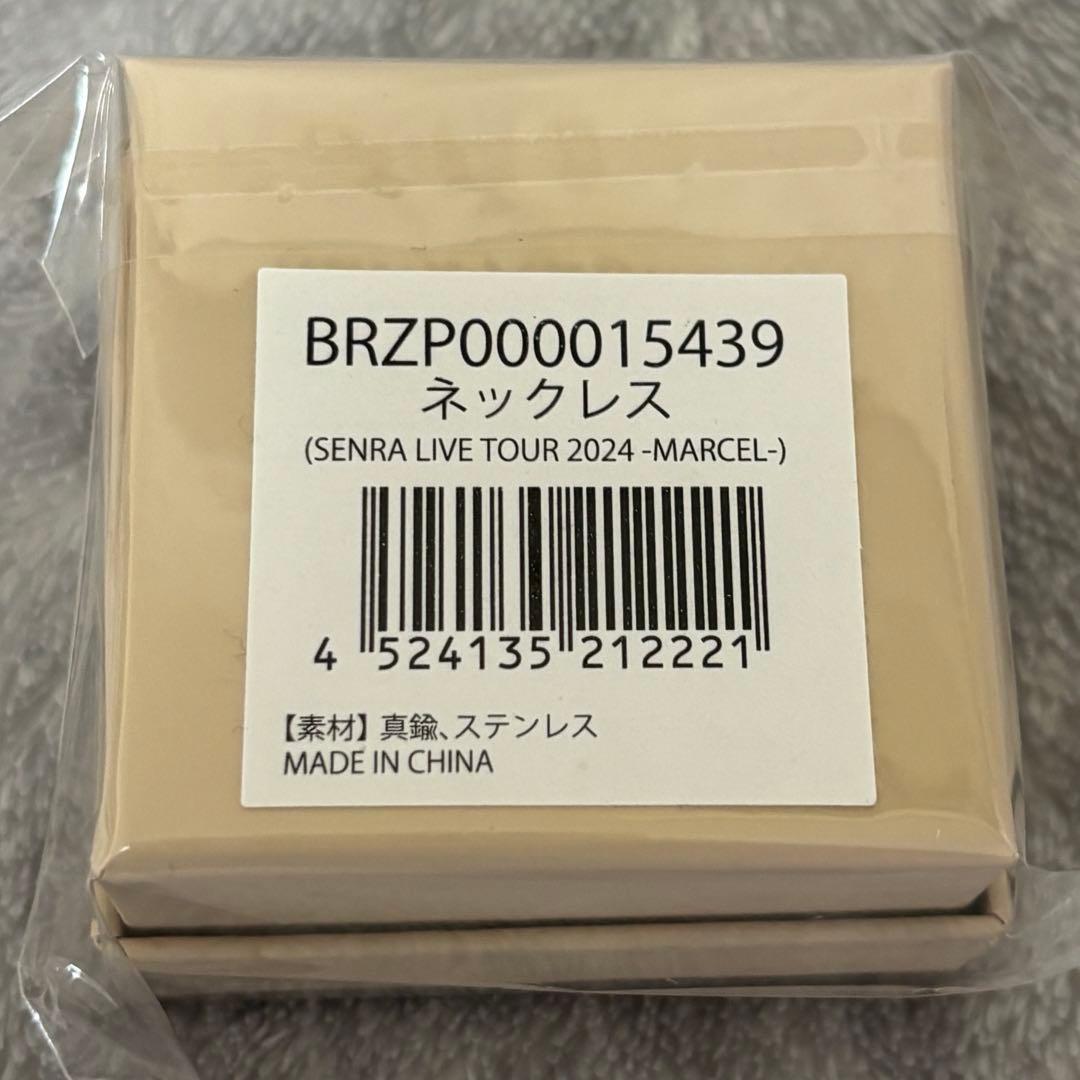 BRZP000015439
ネックレス
(SENRA LIVE TOUR 2024 -MARCEL-)
4 524135 212221
【素材】真鍮、ステンレス
MADE IN CHINA